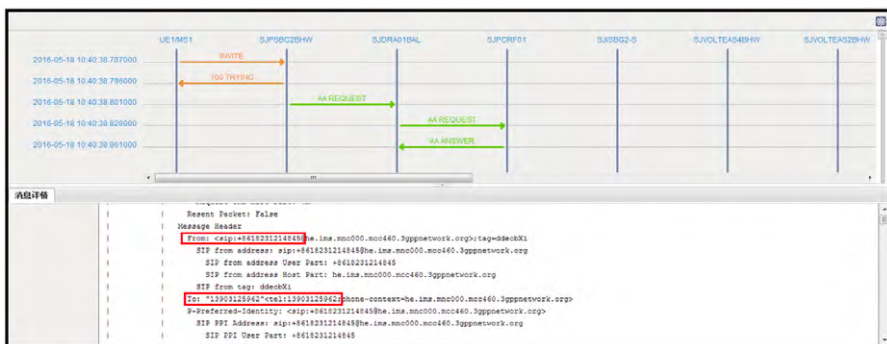 UE1/MS1 SJPSBC2BHW SJDRA01BAL SJPCRF01 SJISBG2-S SJVOLTEAS4BHW SJVOLTEAS2BHW
2016-05-18 10:40:38.787000
INVITE
2016-05-18 10:40:38.796000
100 TRYING
2016-05-18 10:40:38.801000
AA REQUEST
2016-05-18 10:40:38.828000
AA REQUEST
2016-05-18 10:40:38.861000
AA ANSWER
消息详情
Resent Packet: False
Message Header
From: <sip:+8618231214845@he.ims.mnc000.mcc460.3gppnetwork.org>;tag=ddecbXi
SIP from address: sip:+8618231214845@he.ims.mnc000.mcc460.3gppnetwork.org
SIP from address User Part: +8618231214845
SIP from address Host Part: he.ims.mnc000.mcc460.3gppnetwork.org
SIP from tag: ddecbXi
To: "13903125962"<tel:13903125962;phone-context=he.ims.mnc000.mcc460.3gppnetwork.org>
P-Preferred-Identity: <sip:+8618231214845@he.ims.mnc000.mcc460.3gppnetwork.org>
SIP PPI Address: sip:+8618231214845@he.ims.mnc000.mcc460.3gppnetwork.org
SIP PPI User Part: +8618231214845